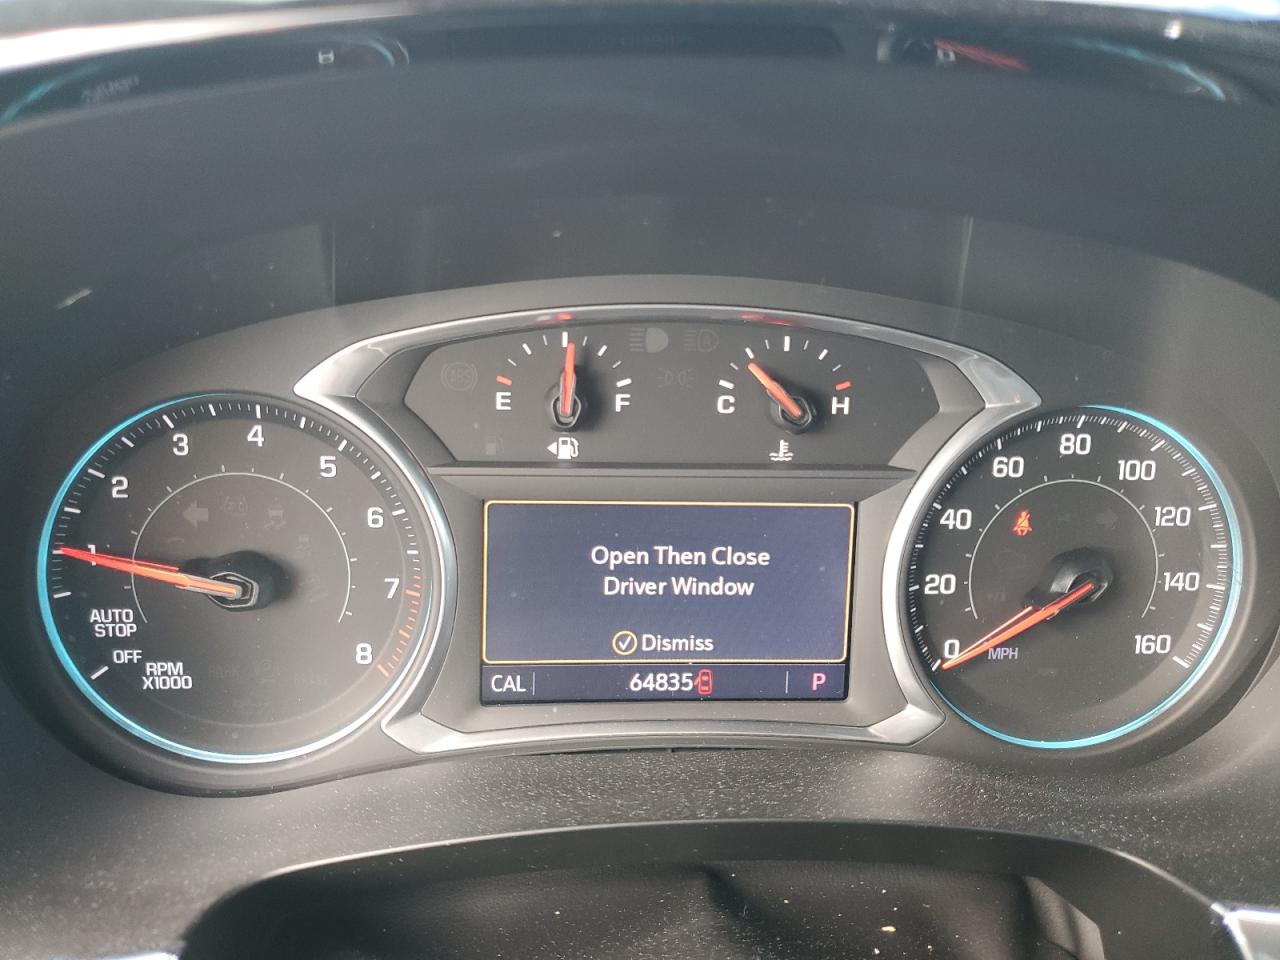 E
F
C
H
1
2
3
4
5
6
7
8
AUTO
STOP
OFF
RPM
X1000
Open Then Close
Driver Window
Dismiss
CAL
64835
P
0
20
40
60
80
100
120
140
160
MPH